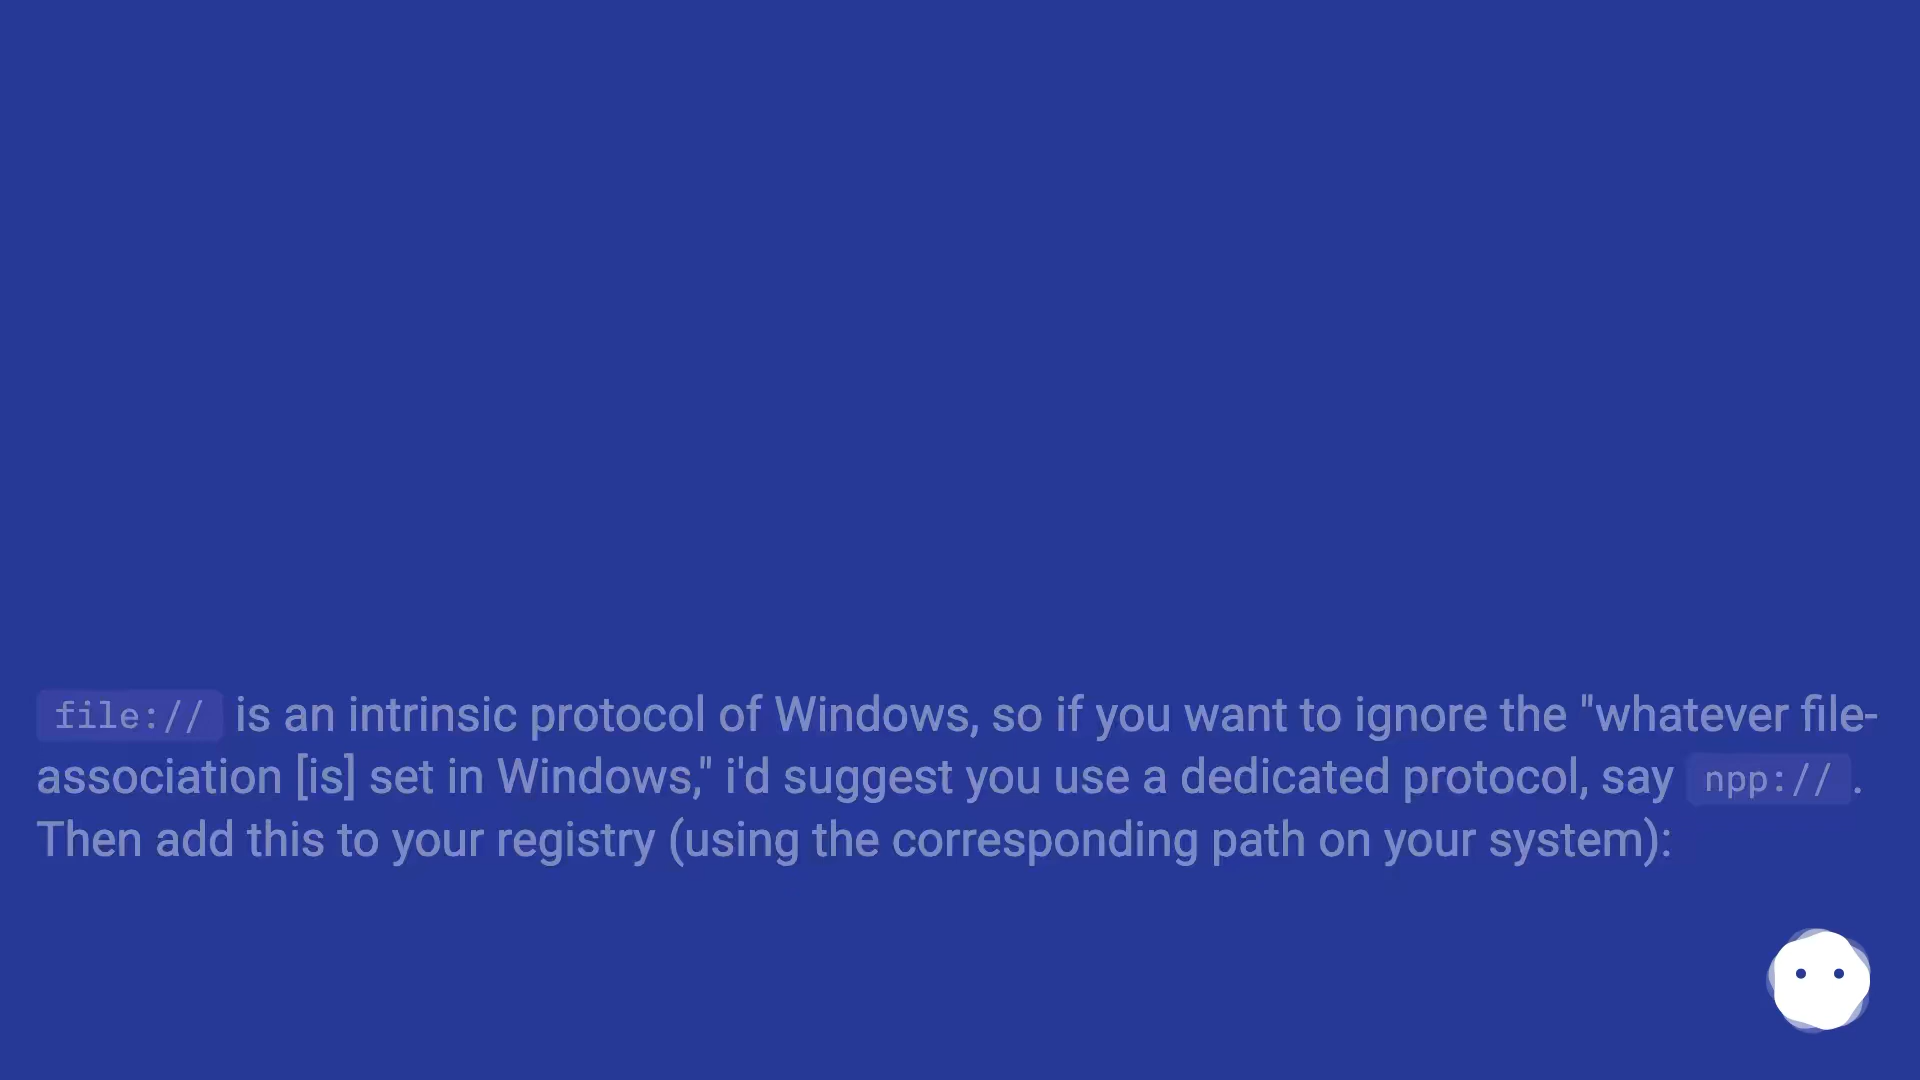 file:// is an intrinsic protocol of Windows, so if you want to ignore the "whatever file-
association [is] set in Windows," i'd suggest you use a dedicated protocol, say npp:// .
Then add this to your registry (using the corresponding path on your system):